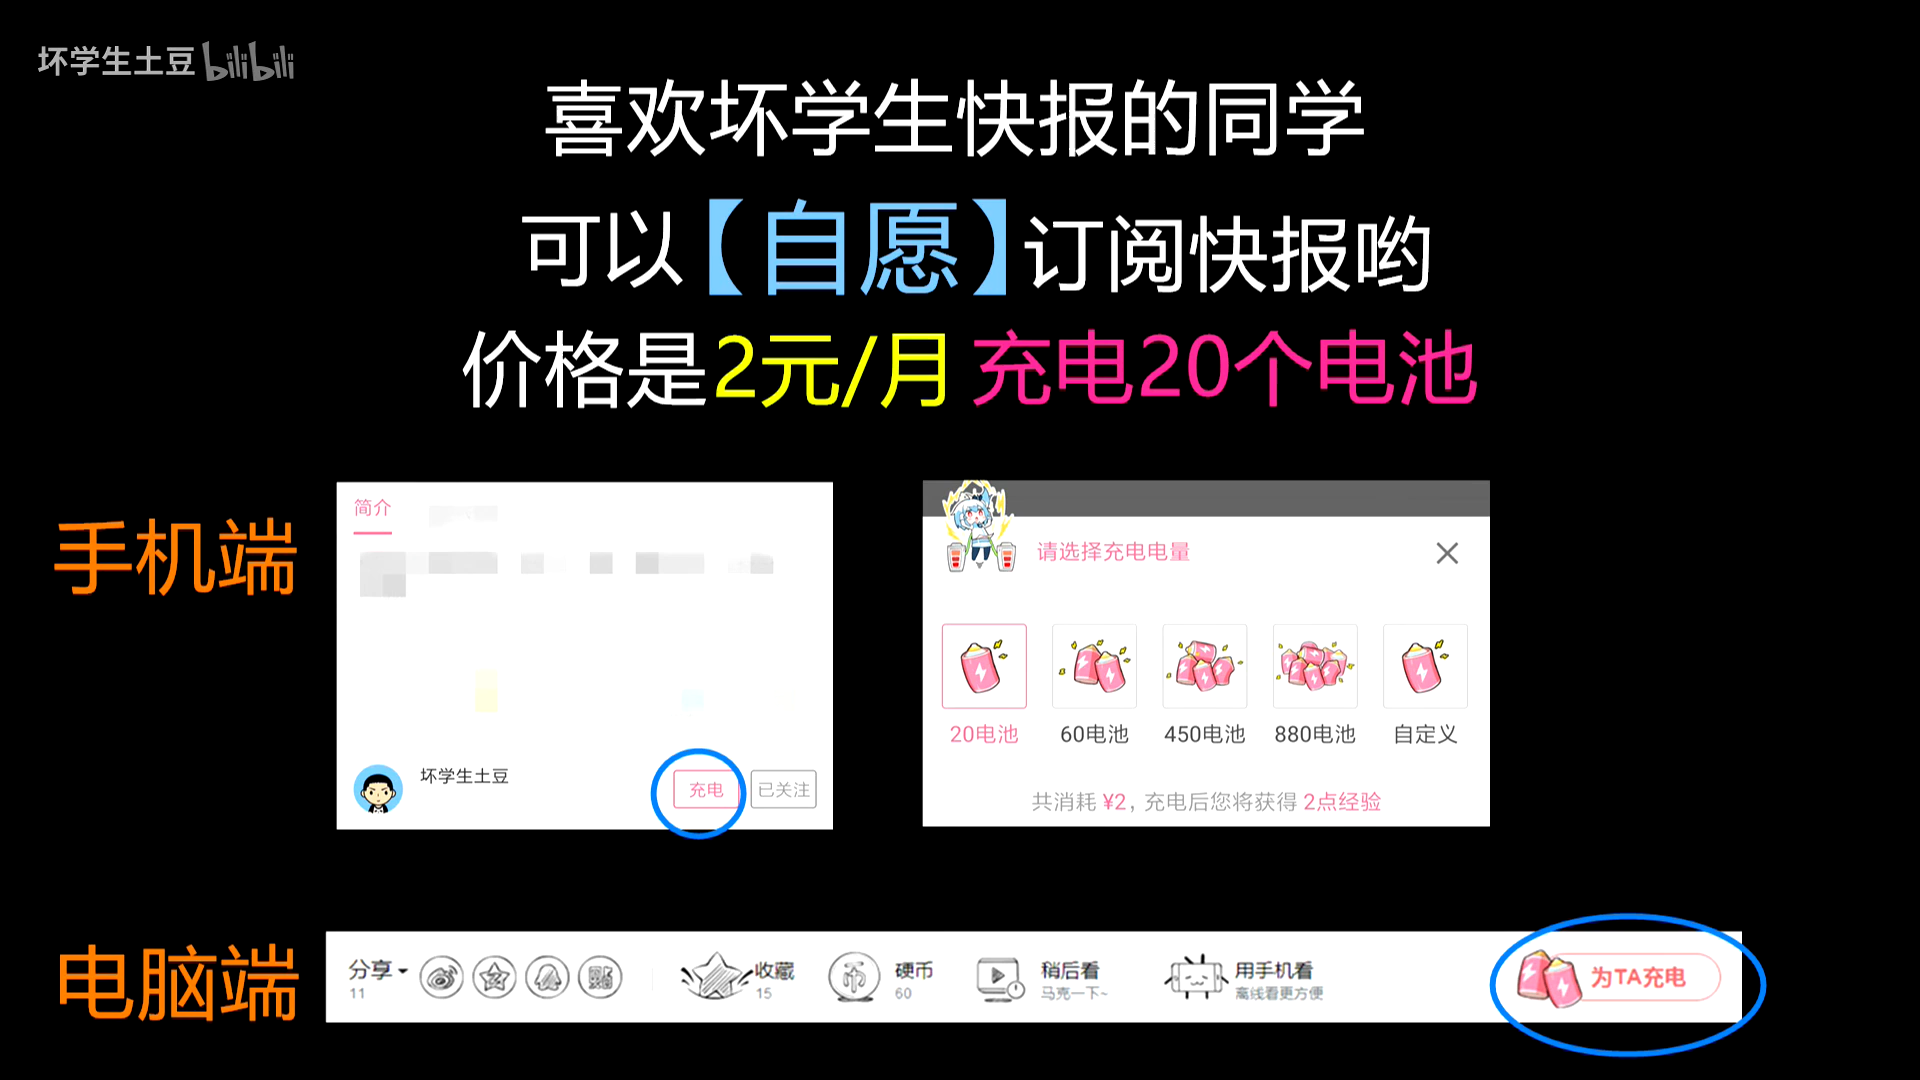 坏学生土豆 bilibili
喜欢坏学生快报的同学
可以【自愿】订阅快报哟
价格是2元/月 充电20个电池
手机端
简介
坏学生土豆
充电
已关注
请选择充电电量
20电池
60电池
450电池
880电池
自定义
共消耗 ¥2，充电后您将获得 2点经验
电脑端
分享
11
贴
收藏
15
币
硬币
60
稍后看
马克一下~
用手机看
离线看更方便
为TA充电